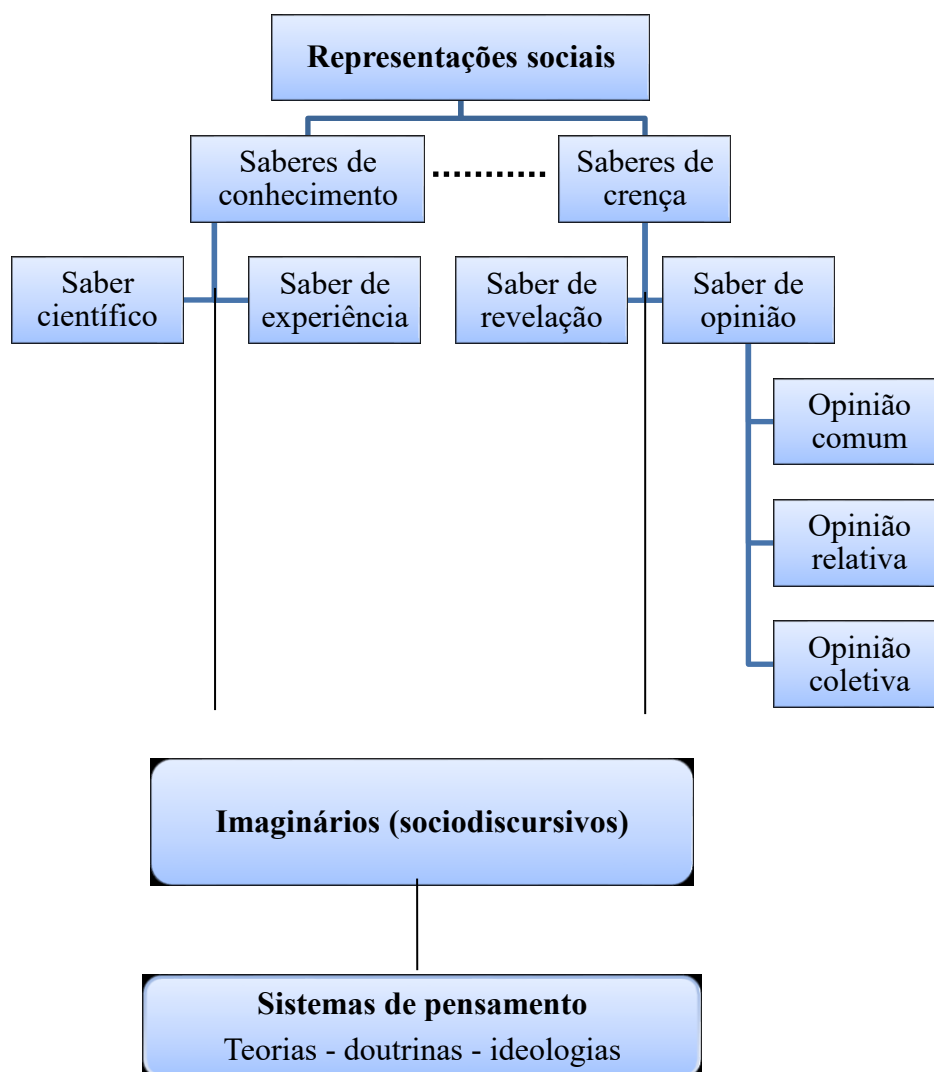 Representações sociais
Saberes de
conhecimento
Saberes de
crença
Saber
científico
Saber de
experiência
Saber de
revelação
Saber de
opinião
Opinião
comum
Opinião
relativa
Opinião
coletiva
Imaginários (sociodiscursivos)
Sistemas de pensamento
Teorias - doutrinas - ideologias